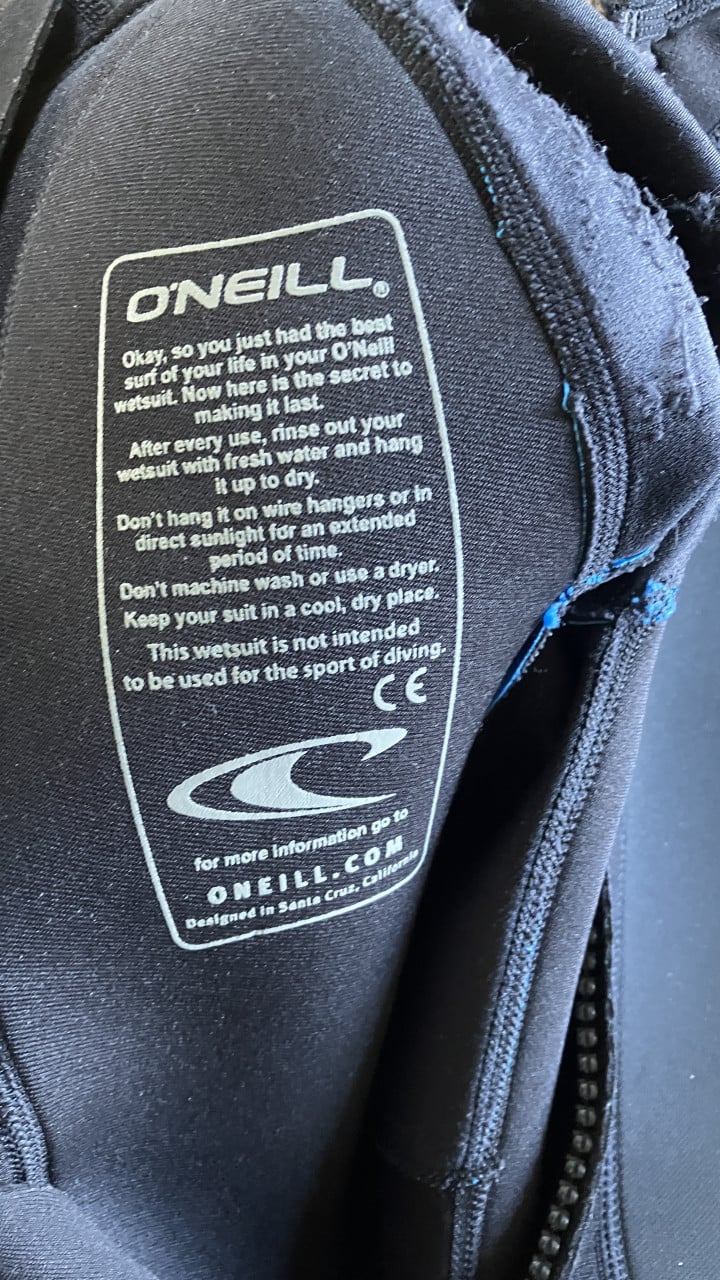 O'NEILL®
Okay, so you just had the best
surf of your life in your O'Neill
wetsuit. Now here is the secret to
making it last.
After every use, rinse out your
wetsuit with fresh water and hang
it up to dry.
Don't hang it on wire hangers or in
direct sunlight for an extended
period of time.
Don't machine wash or use a dryer.
Keep your suit in a cool, dry place.
This wetsuit is not intended
to be used for the sport of diving.
CE
for more information go to
ONEILL.COM
Designed in Santa Cruz, California